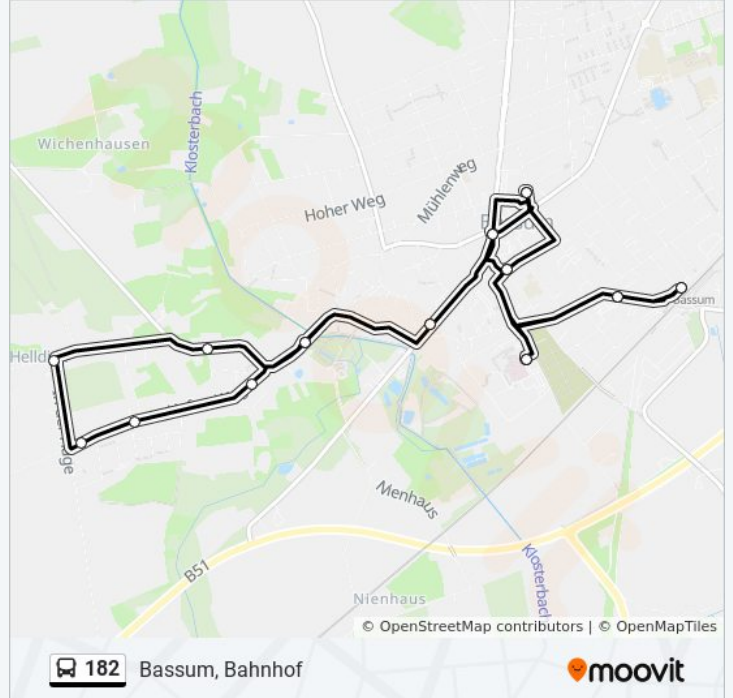 Klosterbach
Wichenhausen
Mühlenweg
Hoher Weg
Bassum
Menhaus
B51
Klosterbach
Nienhaus
© OpenStreetMap contributors | © OpenMapTiles
182 Bassum, Bahnhof
moovit